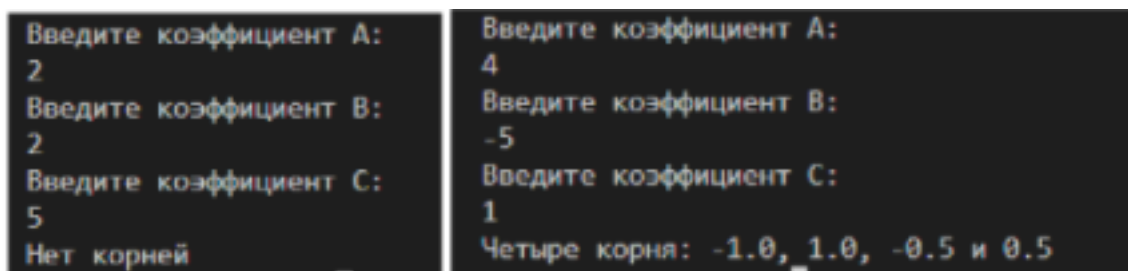 Введите коэффициент A:
2
Введите коэффициент B:
2
Введите коэффициент C:
5
Нет корней
Введите коэффициент A:
4
Введите коэффициент B:
-5
Введите коэффициент C:
1
Четыре корня: -1.0, 1.0, -0.5 и 0.5